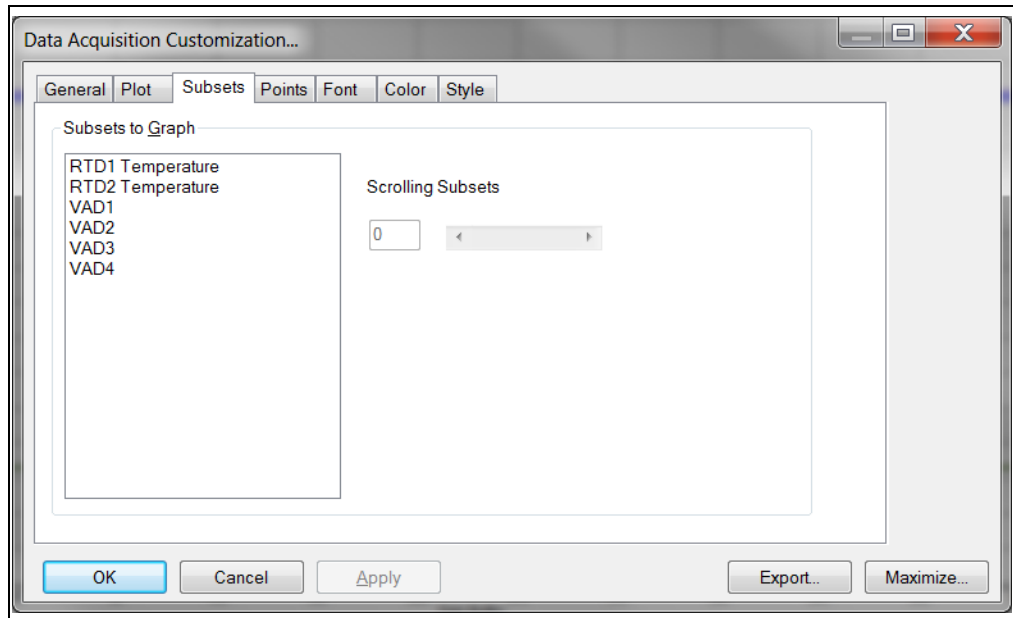 Data Acquisition Customization...
General Plot Subsets Points Font Color Style
Subsets to Graph
RTD1 Temperature
RTD2 Temperature
VAD1
VAD2
VAD3
VAD4
Scrolling Subsets
0
OK Cancel Apply Export... Maximize...